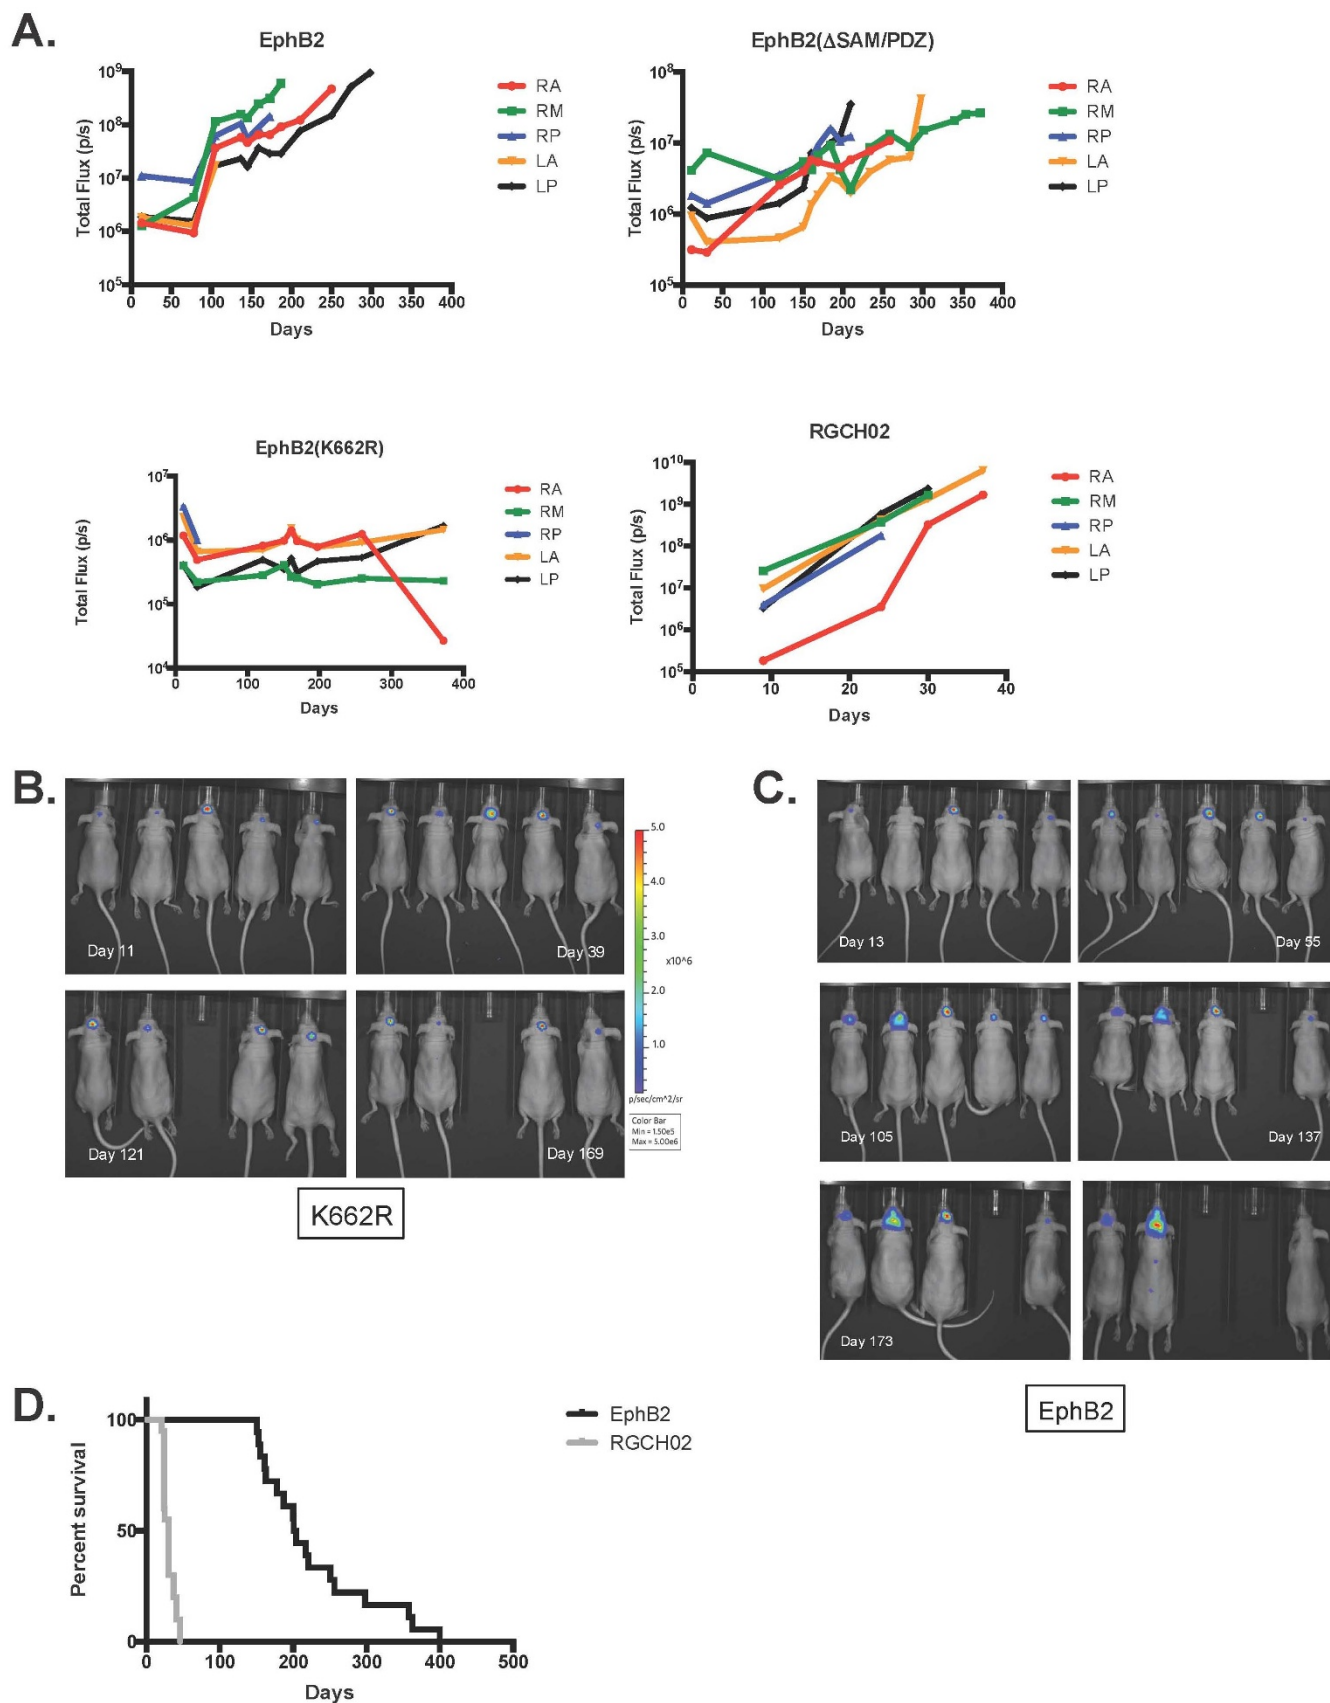 A.
EphB2
10^9
10^8
10^7
10^6
10^5
Total Flux (p/s)
0 50 100 150 200 250 300 350 400
Days
RA
RM
RP
LA
LP
EphB2(ΔSAM/PDZ)
10^8
10^7
10^6
10^5
Total Flux (p/s)
0 50 100 150 200 250 300 350 400
Days
RA
RM
RP
LA
LP
EphB2(K662R)
10^7
10^6
10^5
10^4
Total Flux (p/s)
0 100 200 300 400
Days
RA
RM
RP
LA
LP
RGCH02
10^10
10^9
10^8
10^7
10^6
10^5
Total Flux (p/s)
0 10 20 30 40
Days
RA
RM
RP
LA
LP
B.
Day 11
Day 39
Day 121
Day 169
5.0
4.0
3.0
x10^6
2.0
1.0
p/sec/cm^2/sr
Color Bar
Min = 1.50e5
Max = 5.00e6
K662R
C.
Day 13
Day 55
Day 105
Day 137
Day 173
EphB2
D.
EphB2
RGCH02
100
50
0
Percent survival
0 100 200 300 400 500
Days